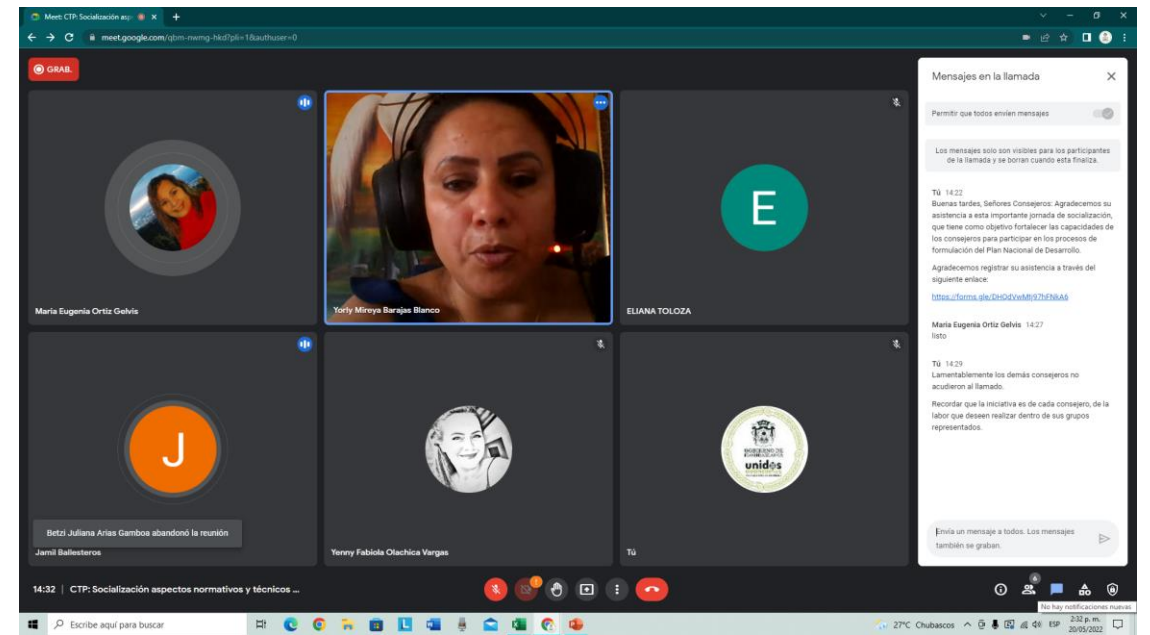 Meet: CTP: Socialización asp
meet.google.com/qbm-nwmg-hkd?pli=1&authuser=0
GRAB.
Maria Eugenia Ortiz Gelvis
Yorly Mireya Barajas Blanco
E
ELIANA TOLOZA
J
Betzi Juliana Arias Gamboa abandonó la reunión
Jamil Ballesteros
Yenny Fabiola Olachica Vargas
unidos
Tú
Mensajes en la llamada
Permitir que todos envíen mensajes
Los mensajes solo son visibles para los participantes
de la llamada y se borran cuando esta finaliza.
Tú 14:22
Buenas tardes, Señores Consejeros: Agradecemos su
asistencia a esta importante jornada de socialización,
que tiene como objetivo fortalecer las capacidades de
los consejeros para participar en los procesos de
formulación del Plan Nacional de Desarrollo.
Agradecemos registrar su asistencia a través del
siguiente enlace:
Maria Eugenia Ortiz Gelvis 14:27
listo
Tú 14:29
Lamentablemente los demás consejeros no
acudieron al llamado.
Recordar que la iniciativa es de cada consejero, de la
labor que deseen realizar dentro de sus grupos
representados.
Envía un mensaje a todos. Los mensajes
también se graban.
14:32 | CTP: Socialización aspectos normativos y técnicos ...
6
No hay notificaciones nuevas
Escribe aquí para buscar
27°C Chubascos
ESP
2:32 p. m.
20/05/2022